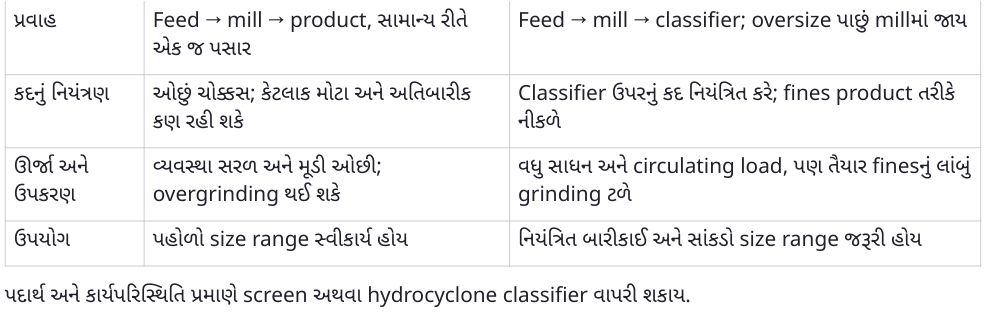 પ્રવાહ
Feed → mill → product, સામાન્ય રીતે
એક જ પસાર
Feed → mill → classifier; oversize પાછું millમાં જાય
કદનું નિયંત્રણ
ઓછું ચોક્કસ; કેટલાક મોટા અને અતિબારીક
કણ રહી શકે
Classifier ઉપરનું કદ નિયંત્રિત કરે; fines product તરીકે
નીકળે
ઊર્જા અને
ઉપકરણ
વ્યવસ્થા સરળ અને મૂડી ઓછી;
overgrinding થઈ શકે
વધુ સાધન અને circulating load, પણ તૈયાર finesનું લાંબું
grinding ટળે
ઉપયોગ
પહોળો size range સ્વીકાર્ય હોય
નિયંત્રિત બારીકાઈ અને સાંકડો size range જરૂરી હોય
પદાર્થ અને કાર્યપરિસ્થિતિ પ્રમાણે screen અથવા hydrocyclone classifier વાપરી શકાય.